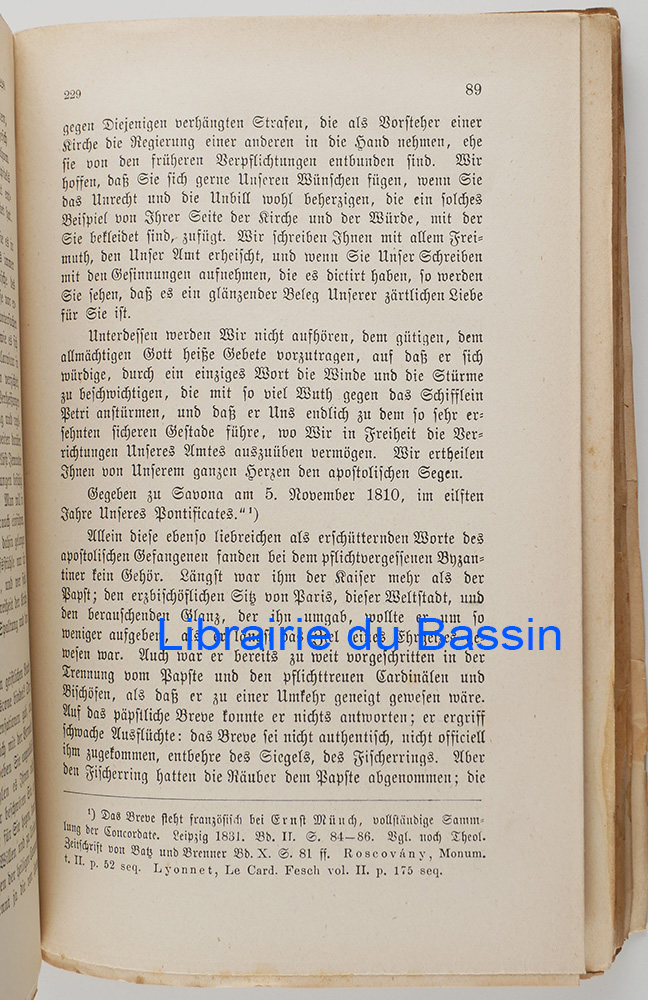 229
89
gegen Diejenigen verhängten Strafen, die als Vorsteher einer
Kirche die Regierung einer anderen in die Hand nehmen, ehe
sie von den früheren Verpflichtungen entbunden sind. Wir
hoffen, daß Sie sich gerne Unseren Wünschen fügen, wenn Sie
das Unrecht und die Unbill wohl beherzigen, die ein solches
Beispiel von Ihrer Seite der Kirche und der Würde, mit der
Sie bekleidet sind, zufügt. Wir schreiben Ihnen mit allem Frei-
muth, den Unser Amt erheischt, und wenn Sie Unser Schreiben
mit den Gesinnungen aufnehmen, die es dictirt haben, so werden
Sie sehen, daß es ein glänzender Beleg Unserer zärtlichen Liebe
für Sie ist.
Unterdessen werden Wir nicht aufhören, dem gütigen, dem
allmächtigen Gott heiße Gebete vorzutragen, auf daß er sich
würdige, durch ein einziges Wort die Winde und die Stürme
zu beschwichtigen, die mit so viel Wuth gegen das Schifflein
Petri anstürmen, und daß er Uns endlich zu dem so sehr er-
sehnten sicheren Gestade führe, wo Wir in Freiheit die Ver-
richtungen Unseres Amtes auszuüben vermögen. Wir ertheilen
Ihnen von Unserem ganzen Herzen den apostolischen Segen.
Gegeben zu Savona am 5. November 1810, im eilften
Jahre Unseres Pontificates."¹)
Allein diese ebenso liebreichen als erschütternden Worte des
apostolischen Gefangenen fanden bei dem pflichtvergessenen Byzan-
tiner kein Gehör. Längst war ihm der Kaiser mehr als der
Papst; den erzbischöflichen Sitz von Paris, dieser Weltstadt, und
den berauschenden Glanz, der ihn umgab, wollte er um so
weniger aufgeben, als er längst das Ziel seines Ehrgeizes ge-
wesen war. Auch war er bereits zu weit vorgeschritten in der
Trennung vom Papste und den pflichttreuen Cardinälen und
Bischöfen, als daß er zu einer Umkehr geneigt gewesen wäre.
Auf das päpstliche Breve konnte er nichts antworten; er ergriff
schwache Ausflüchte: das Breve sei nicht authentisch, nicht officiell
ihm zugekommen, entbehre des Siegels, des Fischerrings. Aber
den Fischerring hatten die Räuber dem Papste abgenommen; die
¹) Das Breve steht französisch bei Ernst Münch, vollständige Samm-
lung der Concordate. Leipzig 1831. Bd. II. S. 84—86. Vgl. noch Theol.
Zeitschrift von Batz und Brenner Bd. X. S. 81 ff. Roscovány, Monum.
t. II. p. 52 seq. Lyonnet, Le Card. Fesch vol. II. p. 175 seq.
Librairie du Bassin